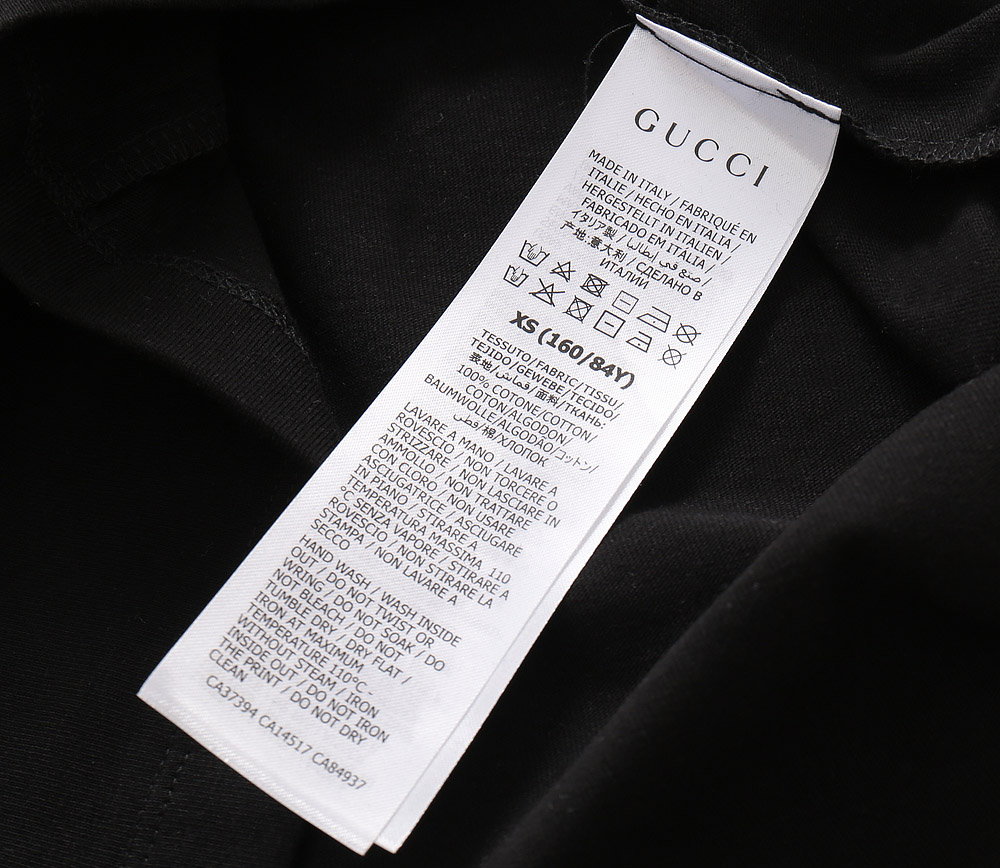 GUCCI
MADE IN ITALY / FABRIQUÉ EN
ITALIE / HECHO EN ITALIA /
HERGESTELLT IN ITALIEN /
FABRICADO EM ITALIA /
イタリア製 / صنع في إيطاليا /
产地:意大利 / СДЕЛАНО В
ИТАЛИИ
XS (160/84Y)
TESSUTO/FABRIC/TISSU/
TEJIDO/GEWEBE/TECIDO/
表地/قماش/面料/ТКАНЬ:
100% COTONE/COTTON/
COTON/ALGODON/
BAUMWOLLE/ALGODÃO/コットン/
قطن/棉/ХЛОПОК
LAVARE A MANO / LAVARE A
ROVESCIO / NON TORCERE O
STRIZZARE / NON LASCIARE IN
AMMOLLO / NON TRATTARE
CON CLORO / NON USARE
ASCIUGATRICE / ASCIUGARE
IN PIANO / STIRARE A
TEMPERATURA MASSIMA 110
°C SENZA VAPORE / STIRARE A
ROVESCIO / NON STIRARE LA
STAMPA / NON LAVARE A
SECCO
HAND WASH / WASH INSIDE
OUT / DO NOT TWIST, OR
WRING / DO NOT SOAK / DO
NOT BLEACH / DO NOT
TUMBLE DRY / DRY FLAT /
IRON AT MAXIMUM
TEMPERATURE 110°C -
WITHOUT STEAM / IRON
INSIDE OUT / DO NOT IRON
THE PRINT / DO NOT DRY
CLEAN
CA37394 CA14517 CA84937